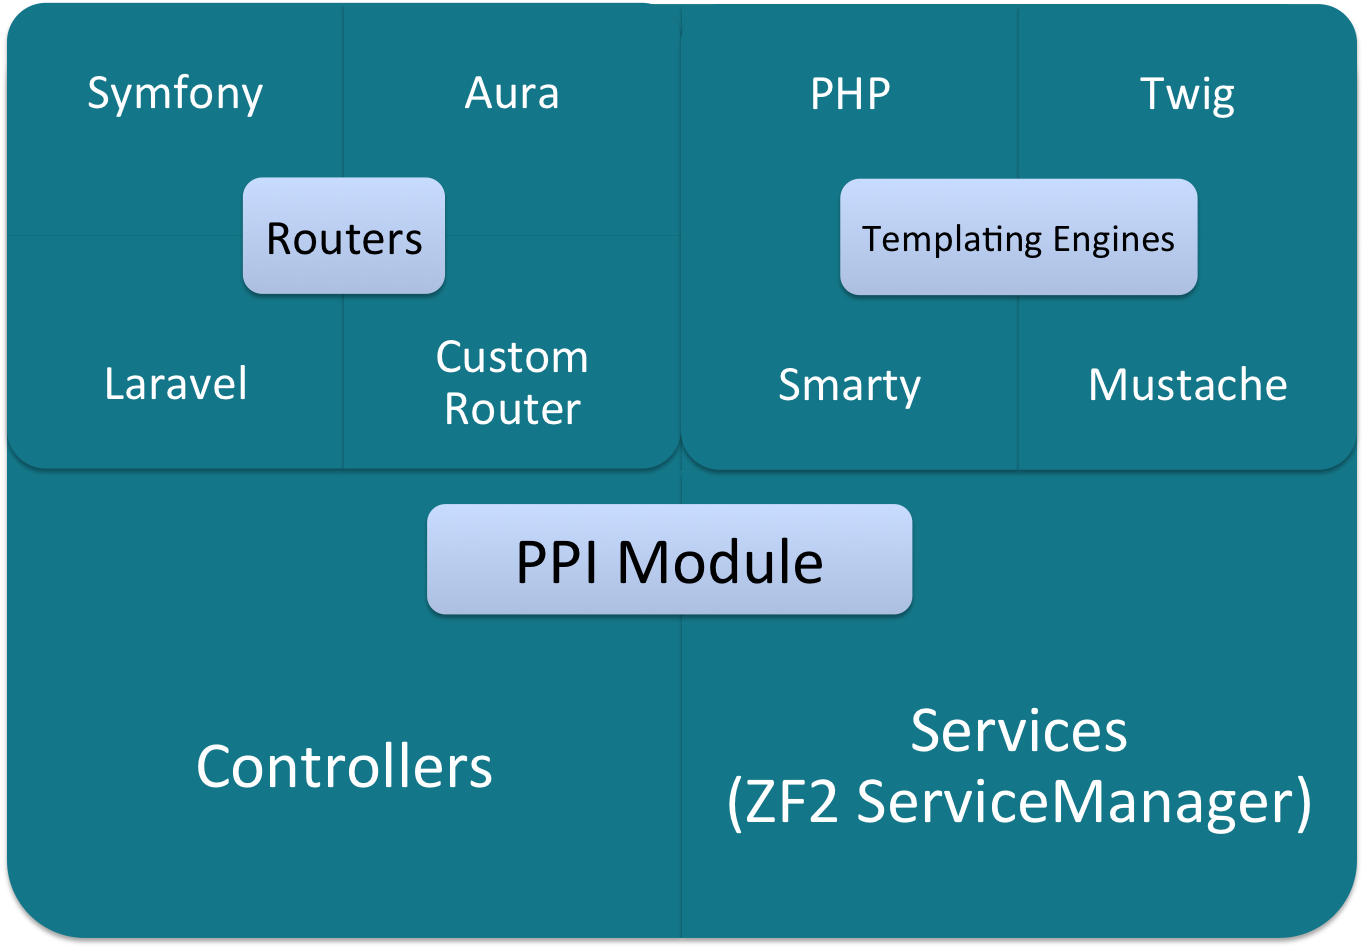 Symfony
Aura
Routers
Laravel
Custom
Router
PHP
Twig
Templating Engines
Smarty
Mustache
PPI Module
Controllers
Services
(ZF2 ServiceManager)